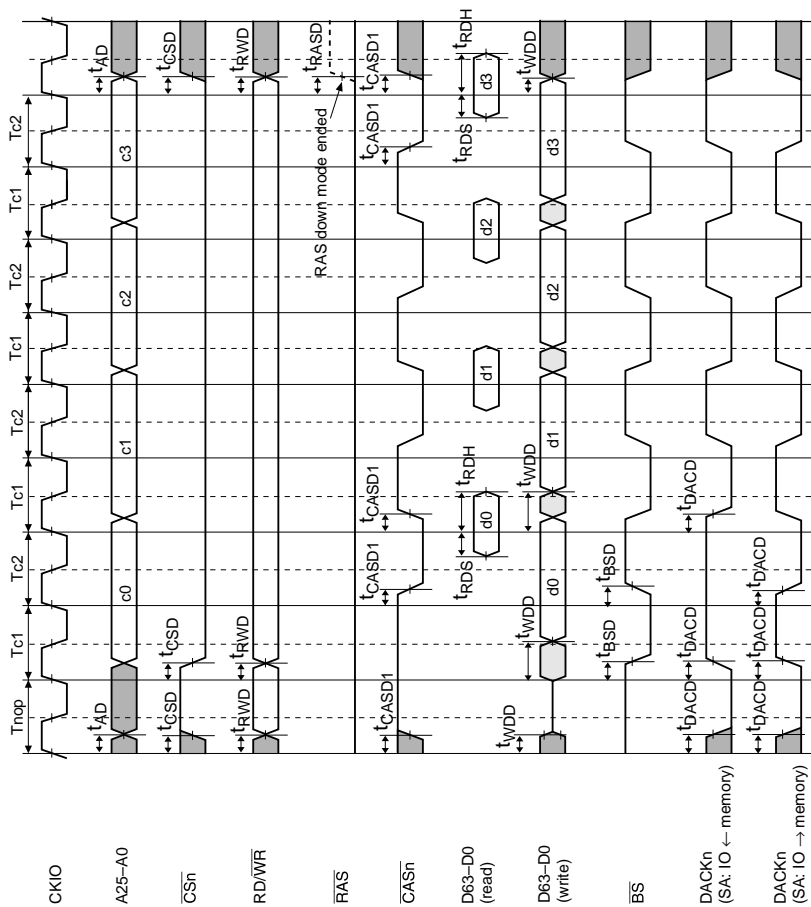 Tnop Tc1 Tc2 Tc1 Tc2 Tc1 Tc2 Tc1 Tc2
CKIO
tAD tAD
A25–A0 c0 c1 c2 c3
tCSD tCSD tCSD
CSn
tRWD tRWD tRWD
RD/WR
tRASD
RAS
RAS down mode ended
tCASD1 tCASD1 tCASD1 tCASD1 tCASD1
CASn
tRDS tRDH tRDS tRDH
D63–D0
(read)
d0 d1 d2 d3
tWDD tWDD tWDD tWDD
D63–D0
(write)
d0 d1 d2 d3
tBSD tBSD
BS
tDACD tDACD tDACD
DACKn
(SA: IO ← memory)
tDACD tDACD tDACD
DACKn
(SA: IO → memory)